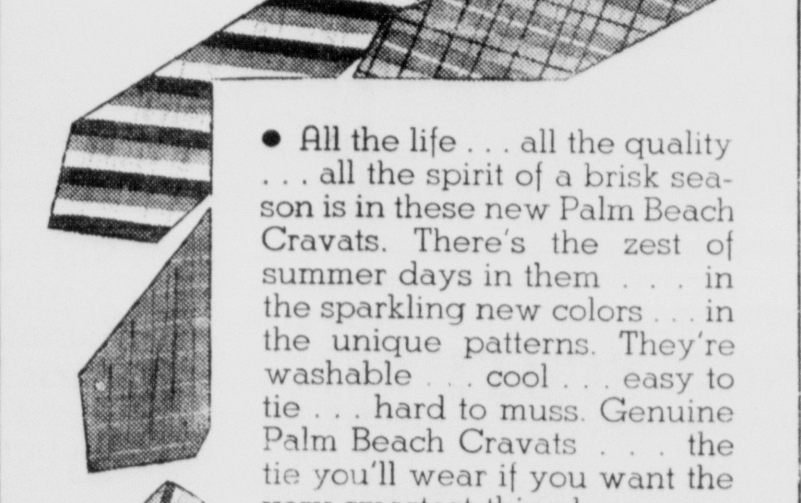 ● All the life . . . all the quality
. . . all the spirit of a brisk sea-
son is in these new Palm Beach
Cravats. There's the zest of
summer days in them . . . in
the sparkling new colors . . . in
the unique patterns. They're
washable . . . cool . . . easy to
tie . . . hard to muss. Genuine
Palm Beach Cravats . . . the
tie you'll wear if you want the